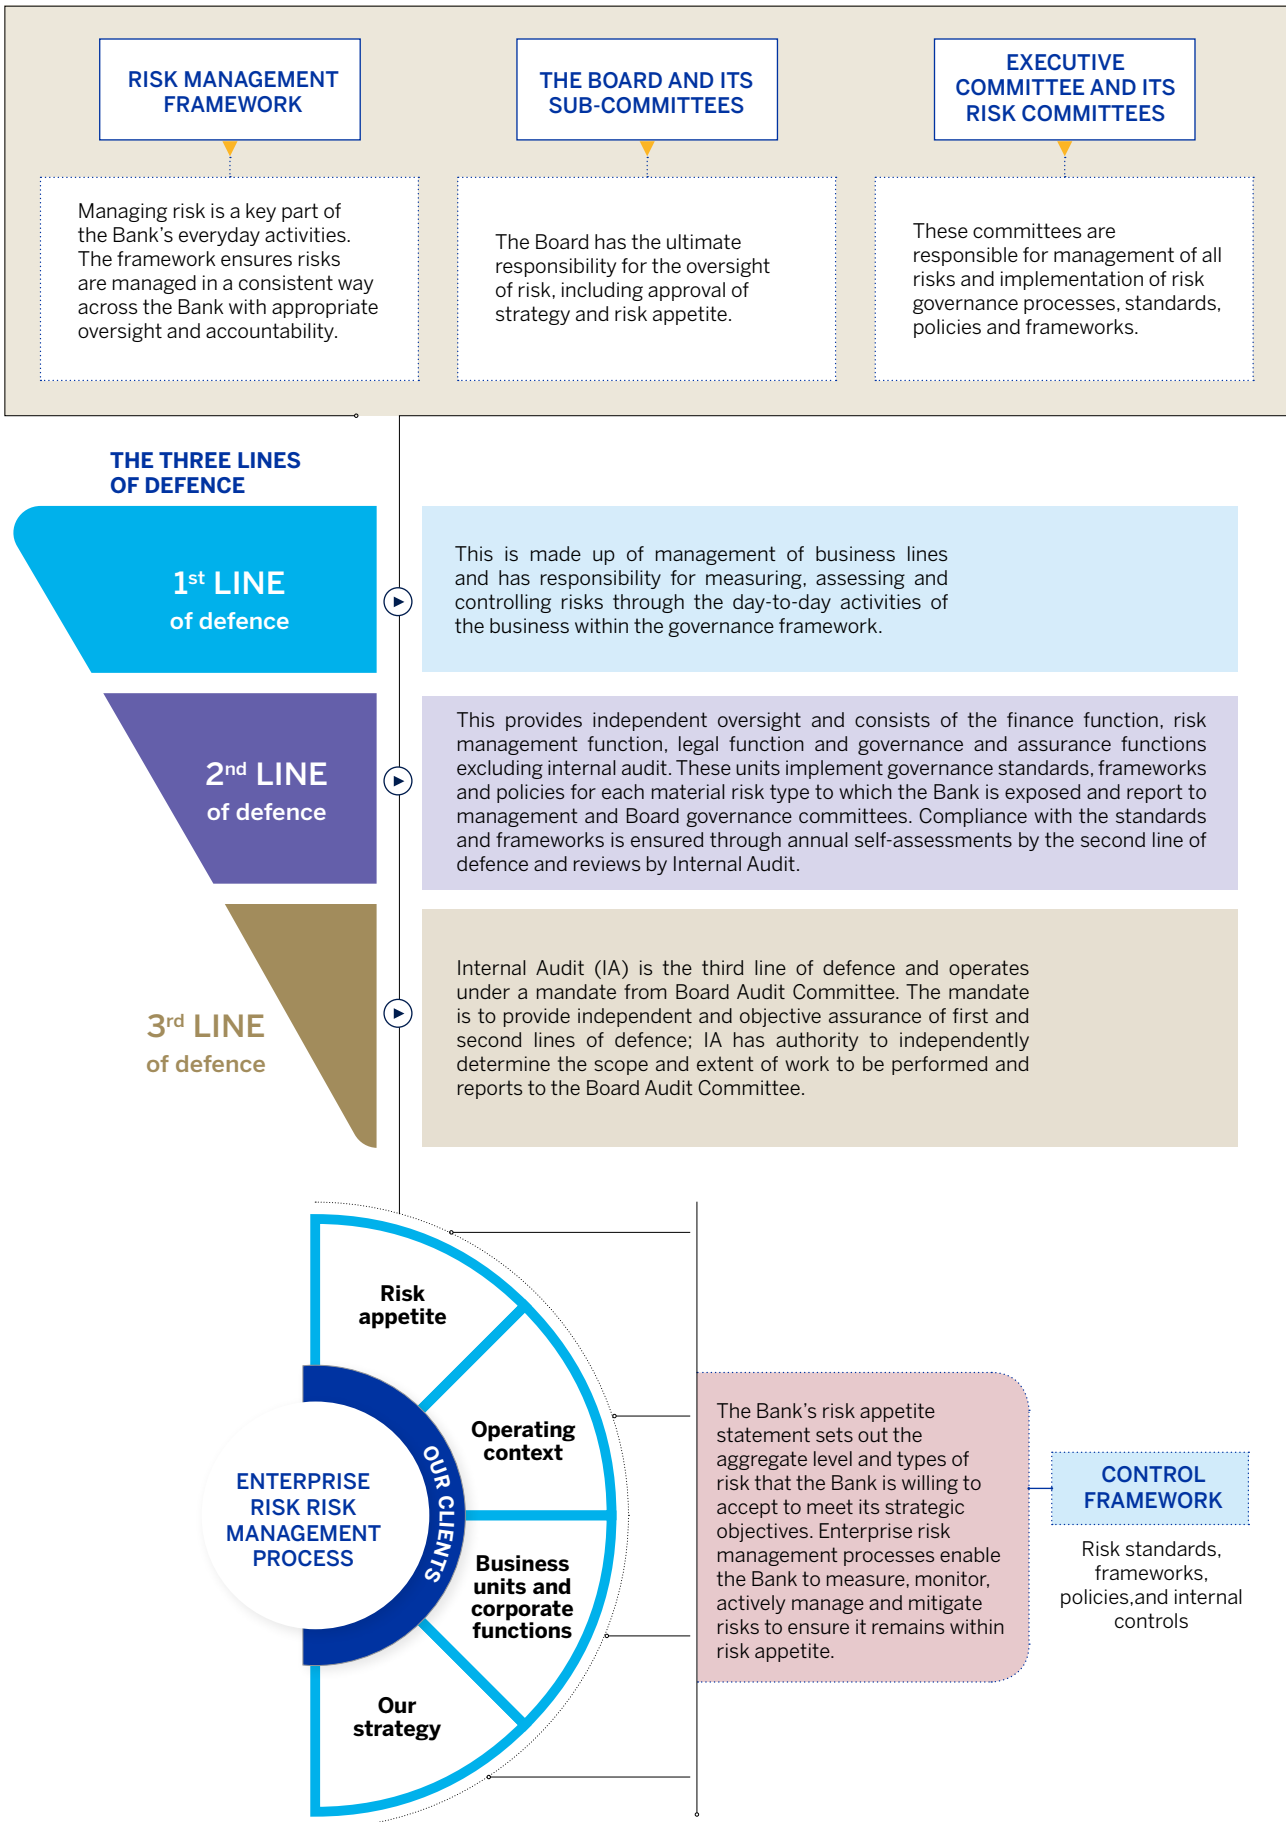 RISK MANAGEMENT
FRAMEWORK
Managing risk is a key part of
the Bank's everyday activities.
The framework ensures risks
are managed in a consistent way
across the Bank with appropriate
oversight and accountability.
THE BOARD AND ITS
SUB-COMMITTEES
The Board has the ultimate
responsibility for the oversight
of risk, including approval of
strategy and risk appetite.
EXECUTIVE
COMMITTEE AND ITS
RISK COMMITTEES
These committees are
responsible for management of all
risks and implementation of risk
governance processes, standards,
policies and frameworks.
THE THREE LINES
OF DEFENCE
1st LINE
of defence
This is made up of management of business lines
and has responsibility for measuring, assessing and
controlling risks through the day-to-day activities of
the business within the governance framework.
2nd LINE
of defence
This provides independent oversight and consists of the finance function, risk
management function, legal function and governance and assurance functions
excluding internal audit. These units implement governance standards, frameworks
and policies for each material risk type to which the Bank is exposed and report to
management and Board governance committees. Compliance with the standards
and frameworks is ensured through annual self-assessments by the second line of
defence and reviews by Internal Audit.
3rd LINE
of defence
Internal Audit (IA) is the third line of defence and operates
under a mandate from Board Audit Committee. The mandate
is to provide independent and objective assurance of first and
second lines of defence; IA has authority to independently
determine the scope and extent of work to be performed and
reports to the Board Audit Committee.
ENTERPRISE
RISK RISK
MANAGEMENT
PROCESS
OUR CLIENTS
Risk
appetite
Operating
context
Business
units and
corporate
functions
Our
strategy
The Bank's risk appetite
statement sets out the
aggregate level and types of
risk that the Bank is willing to
accept to meet its strategic
objectives. Enterprise risk
management processes enable
the Bank to measure, monitor,
actively manage and mitigate
risks to ensure it remains within
risk appetite.
CONTROL
FRAMEWORK
Risk standards,
frameworks,
policies,and internal
controls